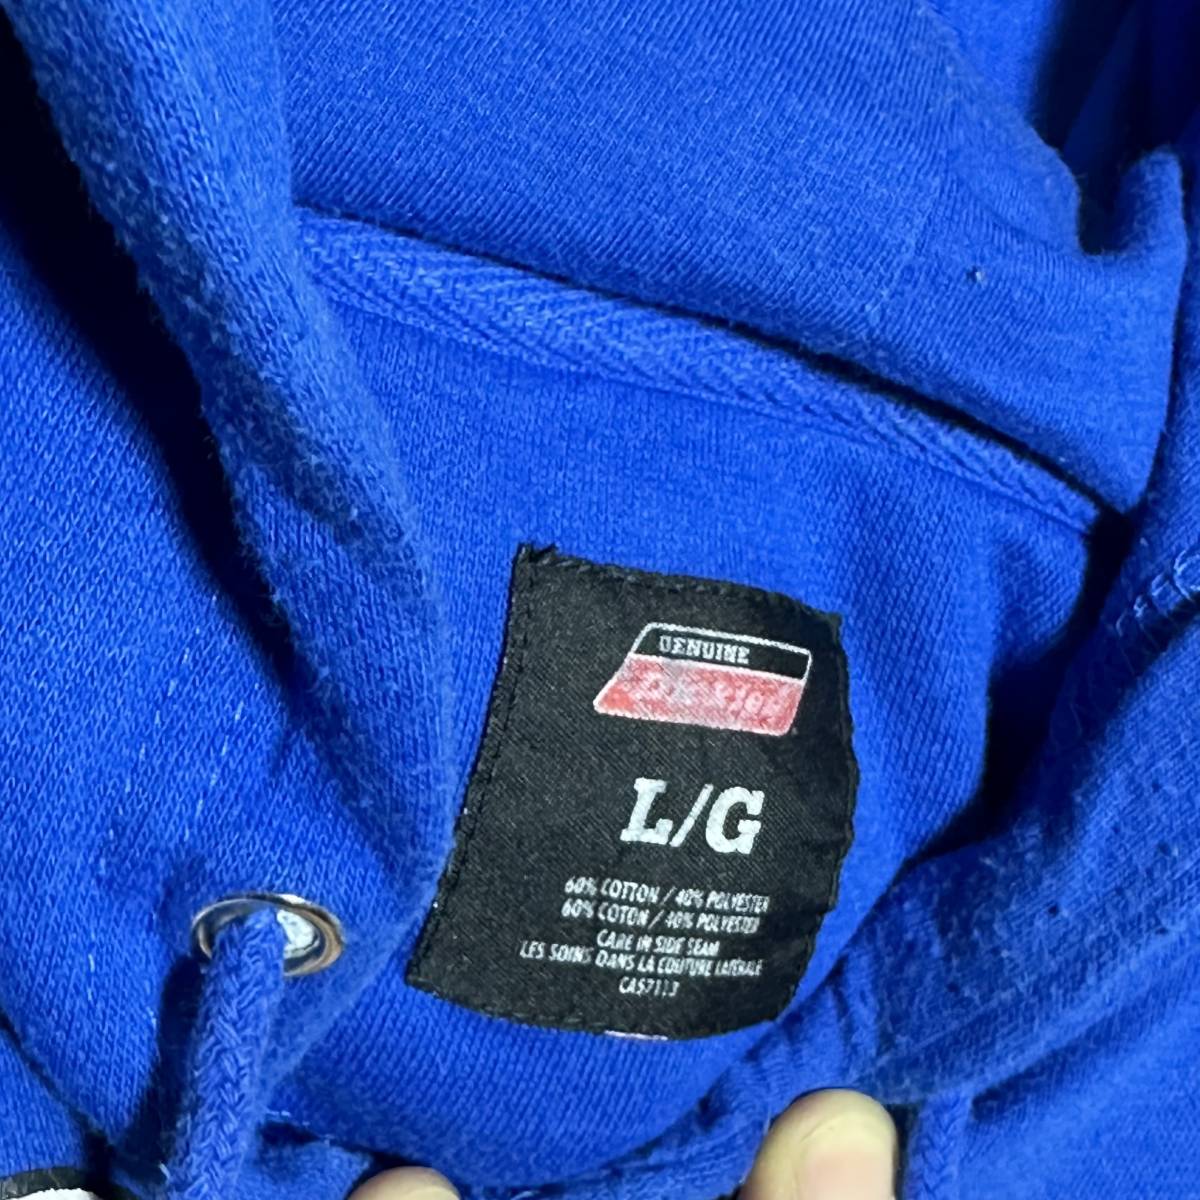 GENUINE
L/G
60% COTTON / 40% POLYESTER
60% COTON / 40% POLYESTER
CARE IN SIDE SEAM
LES SOINS DANS LA COUTURE LATÉRALE
CA57113